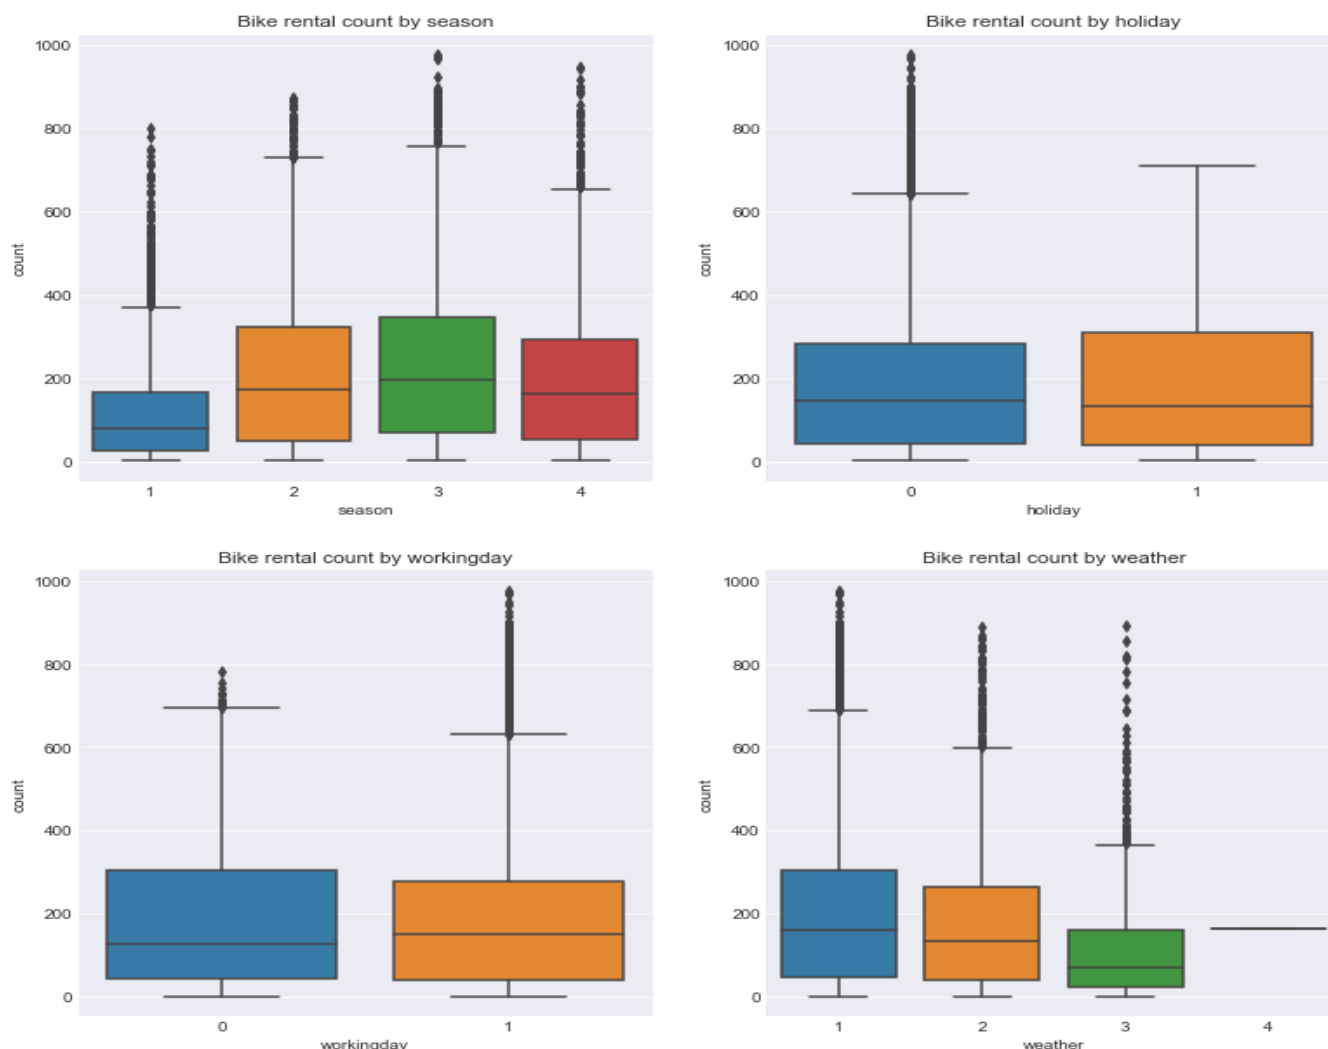 Bike rental count by season
1000
800
600
400
200
0
count
1 2 3 4
season
Bike rental count by holiday
1000
800
600
400
200
0
count
0 1
holiday
Bike rental count by workingday
1000
800
600
400
200
0
count
0 1
workingday
Bike rental count by weather
1000
800
600
400
200
0
count
1 2 3 4
weather